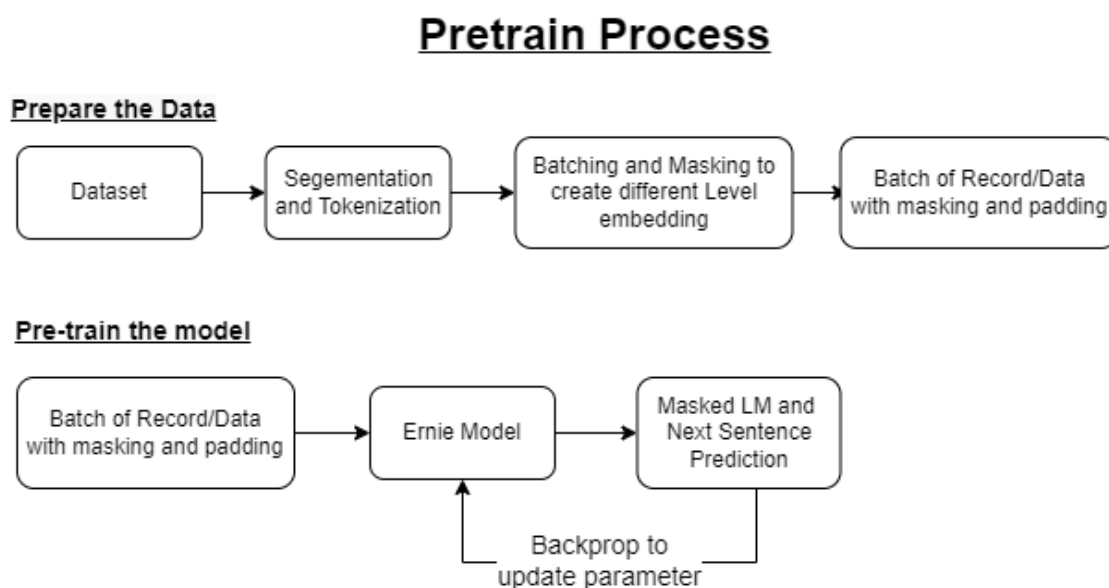 Pretrain Process
Prepare the Data
Dataset
Segementation
and Tokenization
Batching and Masking to
create different Level
embedding
Batch of Record/Data
with masking and padding
Pre-train the model
Batch of Record/Data
with masking and padding
Ernie Model
Masked LM and
Next Sentence
Prediction
Backprop to
update parameter